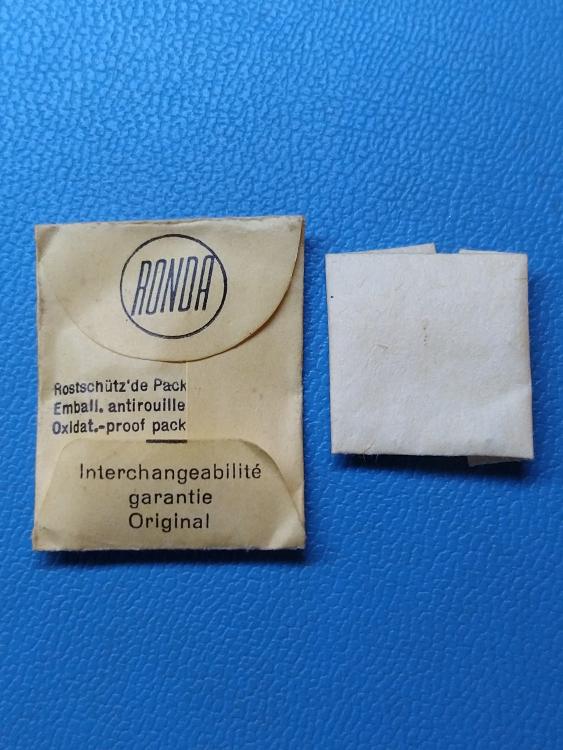 RONDA
Rostschütz'de Pack
Emball. antirouille
Oxidat.-proof pack
Interchangeabilité
garantie
Original